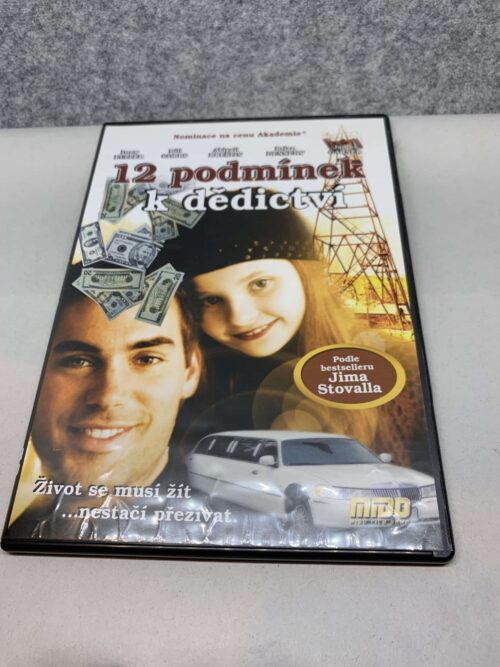 Nominace na cenu Akademie*
12 podmínek
k dědictví
Podle
bestselleru
Jima
Stovalla
Život se musí žít
...nestačí přežívat.